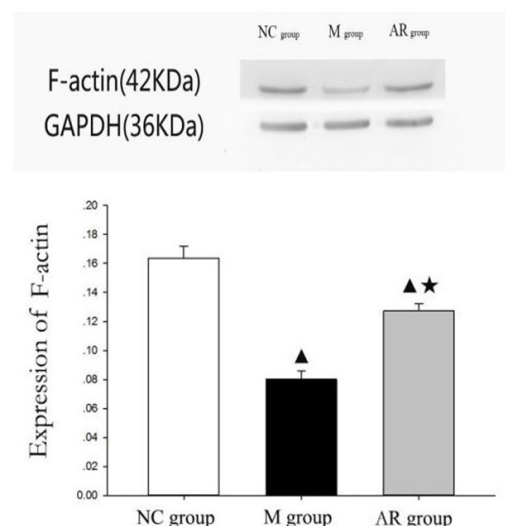 NC group M group AR group
F-actin(42KDa)
GAPDH(36KDa)
Expression of F-actin
.20
.18
.16
.14
.12
.10
.08
.06
.04
.02
0.00
▲
▲★
NC group M group AR group